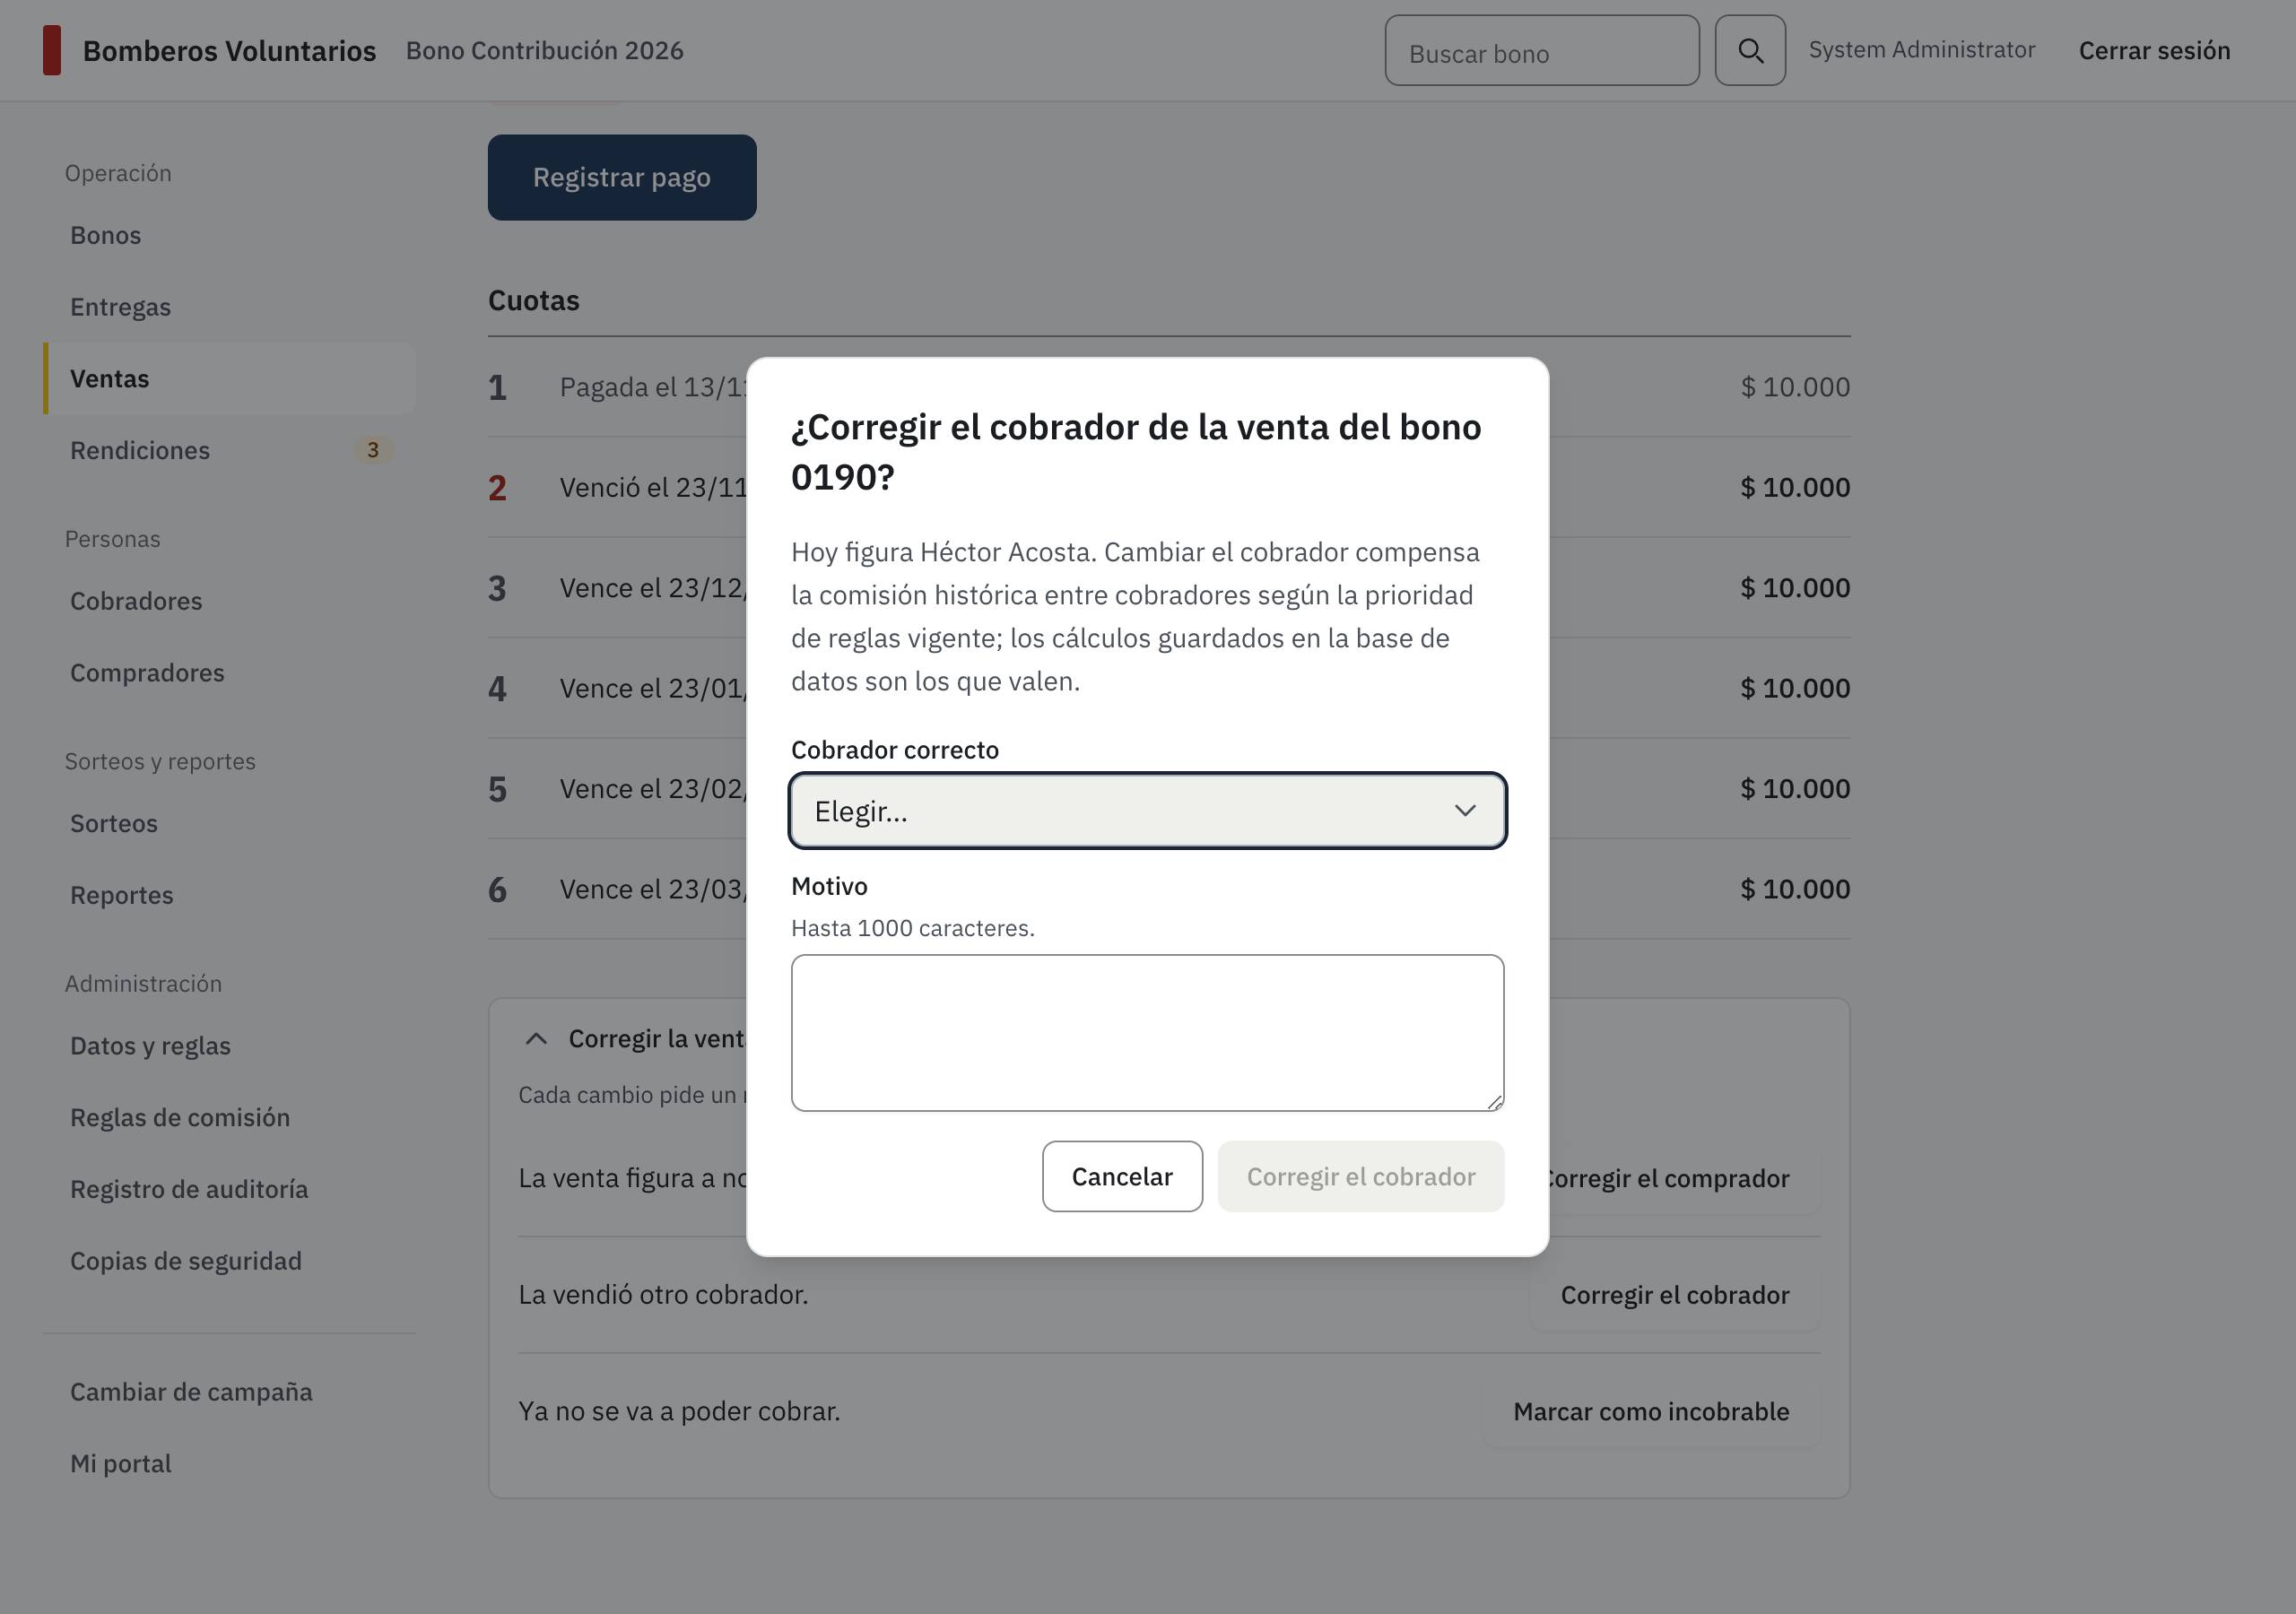 Bomberos Voluntarios
Bono Contribución 2026
Buscar bono
System Administrator
Cerrar sesión
Operación
Bonos
Entregas
Ventas
Rendiciones 3
Personas
Cobradores
Compradores
Sorteos y reportes
Sorteos
Reportes
Administración
Datos y reglas
Reglas de comisión
Registro de auditoría
Copias de seguridad
Cambiar de campaña
Mi portal
Registrar pago
Cuotas
1 Pagada el 13/1 $ 10.000
2 Venció el 23/11 $ 10.000
3 Vence el 23/12/ $ 10.000
4 Vence el 23/01/ $ 10.000
5 Vence el 23/02/ $ 10.000
6 Vence el 23/03/ $ 10.000
Corregir la vent
Cada cambio pide un
La venta figura a no
Corregir el comprador
La vendió otro cobrador.
Corregir el cobrador
Ya no se va a poder cobrar.
Marcar como incobrable
¿Corregir el cobrador de la venta del bono
0190?
Hoy figura Héctor Acosta. Cambiar el cobrador compensa
la comisión histórica entre cobradores según la prioridad
de reglas vigente; los cálculos guardados en la base de
datos son los que valen.
Cobrador correcto
Elegir...
Motivo
Hasta 1000 caracteres.
Cancelar
Corregir el cobrador